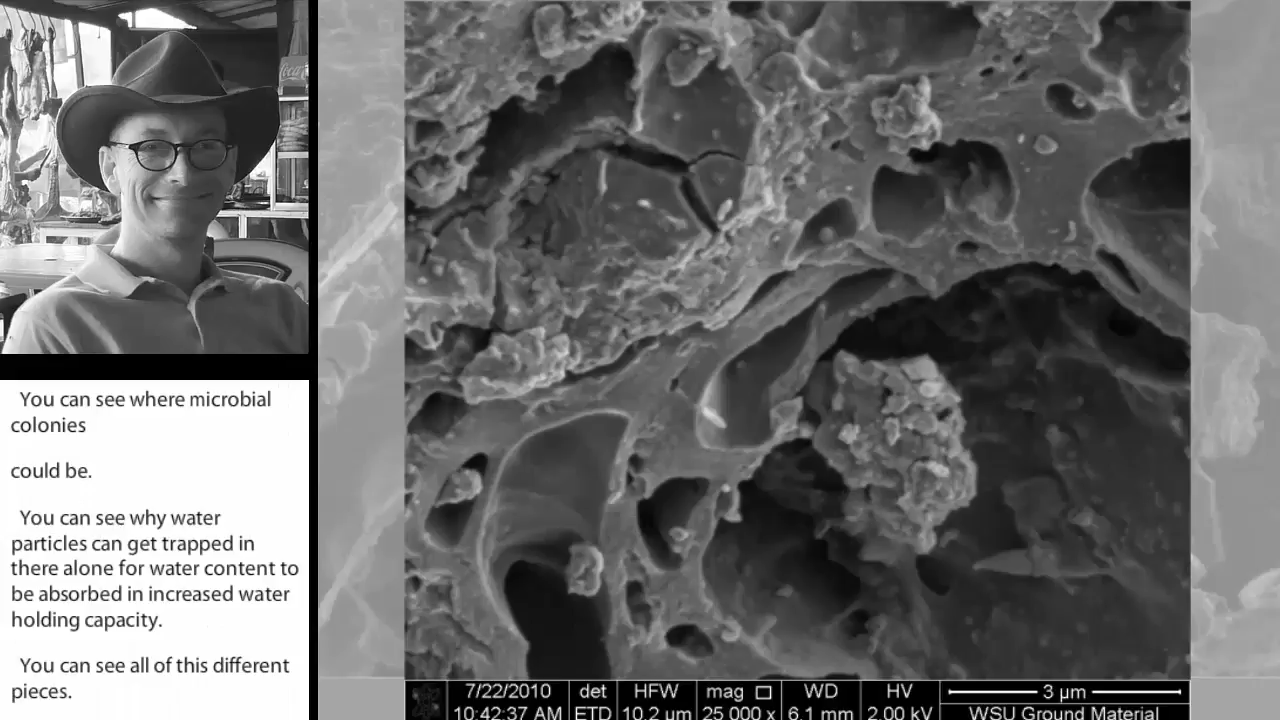 You can see where microbial
colonies
could be.
You can see why water
particles can get trapped in
there alone for water content to
be absorbed in increased water
holding capacity.
You can see all of this different
pieces.
7/22/2010 det HFW mag WD HV 3 µm
10:42:37 AM ETD 10.2 µm 25 000 x 6.1 mm 2.00 kV WSU Ground Material